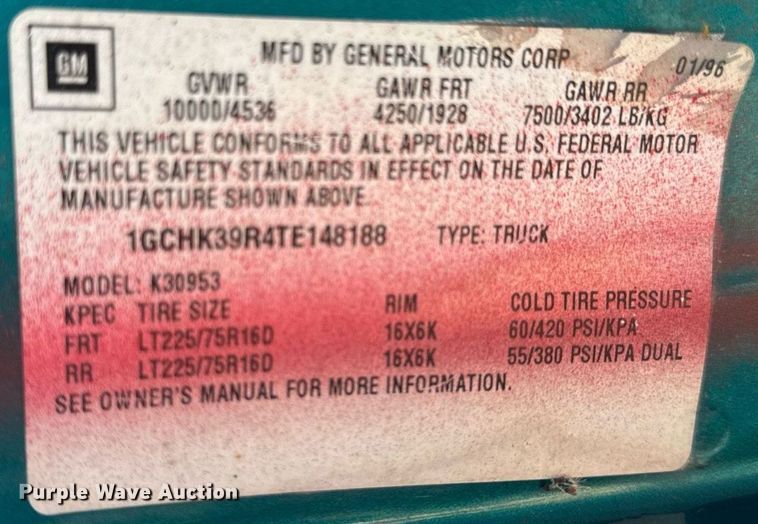 GM
MFD BY GENERAL MOTORS CORP 01/96
GVWR GAWR FRT GAWR RR
10000/4536 4250/1928 7500/3402 LB/KG
THIS VEHICLE CONFORMS TO ALL APPLICABLE U.S. FEDERAL MOTOR
VEHICLE SAFETY STANDARDS IN EFFECT ON THE DATE OF
MANUFACTURE SHOWN ABOVE.
1GCHK39R4TE148188 TYPE: TRUCK
MODEL: K30953
KPEC TIRE SIZE RIM COLD TIRE PRESSURE
FRT LT225/75R16D 16X6K 60/420 PSI/KPA
RR LT225/75R16D 16X6K 55/380 PSI/KPA DUAL
SEE OWNER'S MANUAL FOR MORE INFORMATION.
Purple Wave Auction